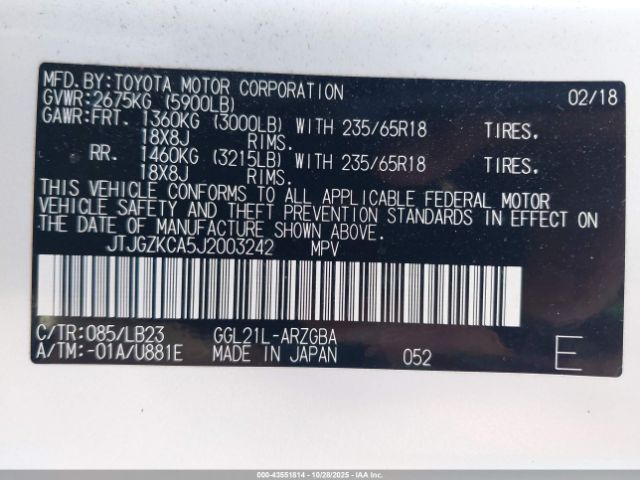 MFD. BY:TOYOTA MOTOR CORPORATION 02/18
GVWR:2675KG (5900LB)
GAWR:FRT. 1360KG (3000LB) WITH 235/65R18 TIRES,
18X8J RIMS.
RR. 1460KG (3215LB) WITH 235/65R18 TIRES,
18X8J RIMS.
THIS VEHICLE CONFORMS TO ALL APPLICABLE FEDERAL MOTOR
VEHICLE SAFETY AND THEFT PREVENTION STANDARDS IN EFFECT ON
THE DATE OF MANUFACTURE SHOWN ABOVE.
JTJGZKCA5J2003242 MPV
C/TR:085/LB23 GGL21L-ARZGBA
A/TM:-01A/U881E MADE IN JAPAN 052 E
000-43551814 | 10/28/2025 | IAAI.COM